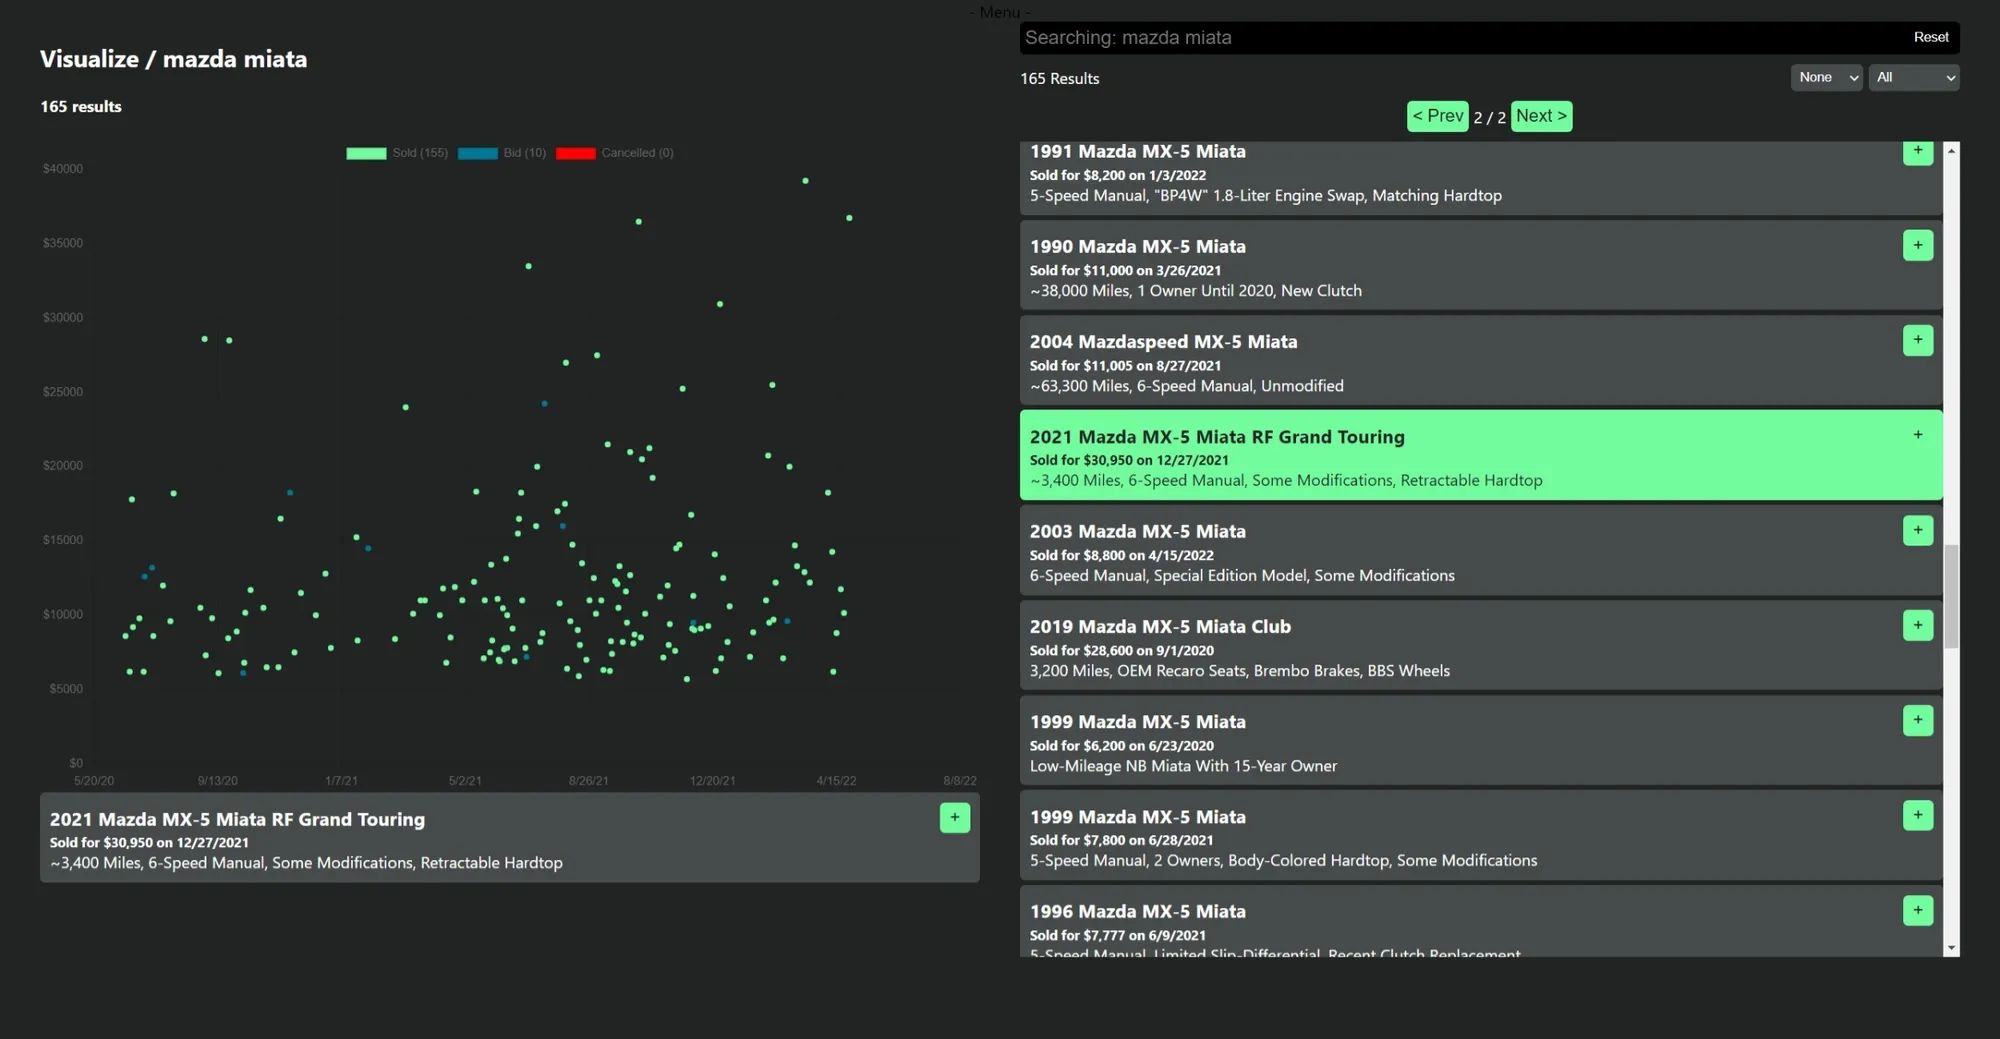 - Menu -
Visualize / mazda miata
165 results
Sold (155) Bid (10) Cancelled (0)
$40000
$35000
$30000
$25000
$20000
$15000
$10000
$5000
$0
5/20/20 9/13/20 1/7/21 5/2/21 8/26/21 12/20/21 4/15/22 8/8/22
2021 Mazda MX-5 Miata RF Grand Touring
+
Sold for $30,950 on 12/27/2021
~3,400 Miles, 6-Speed Manual, Some Modifications, Retractable Hardtop
Searching: mazda miata Reset
165 Results None All
< Prev 2 / 2 Next >
1991 Mazda MX-5 Miata
+
Sold for $8,200 on 1/3/2022
5-Speed Manual, "BP4W" 1.8-Liter Engine Swap, Matching Hardtop
1990 Mazda MX-5 Miata
+
Sold for $11,000 on 3/26/2021
~38,000 Miles, 1 Owner Until 2020, New Clutch
2004 Mazdaspeed MX-5 Miata
+
Sold for $11,005 on 8/27/2021
~63,300 Miles, 6-Speed Manual, Unmodified
2021 Mazda MX-5 Miata RF Grand Touring
+
Sold for $30,950 on 12/27/2021
~3,400 Miles, 6-Speed Manual, Some Modifications, Retractable Hardtop
2003 Mazda MX-5 Miata
+
Sold for $8,800 on 4/15/2022
6-Speed Manual, Special Edition Model, Some Modifications
2019 Mazda MX-5 Miata Club
+
Sold for $28,600 on 9/1/2020
3,200 Miles, OEM Recaro Seats, Brembo Brakes, BBS Wheels
1999 Mazda MX-5 Miata
+
Sold for $6,200 on 6/23/2020
Low-Mileage NB Miata With 15-Year Owner
1999 Mazda MX-5 Miata
+
Sold for $7,800 on 6/28/2021
5-Speed Manual, 2 Owners, Body-Colored Hardtop, Some Modifications
1996 Mazda MX-5 Miata
+
Sold for $7,777 on 6/9/2021
5-Speed Manual, Limited Slip-Differential, Recent Clutch Replacement